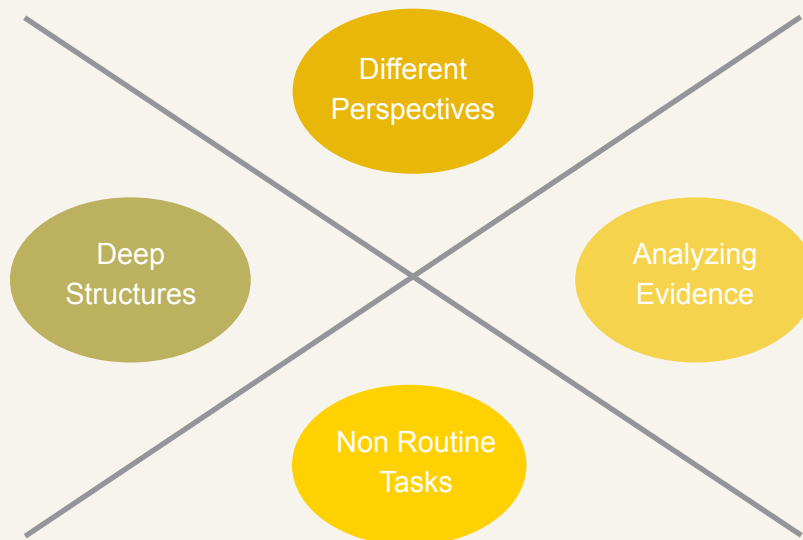 Different
Perspectives
Deep
Structures
Analyzing
Evidence
Non Routine
Tasks